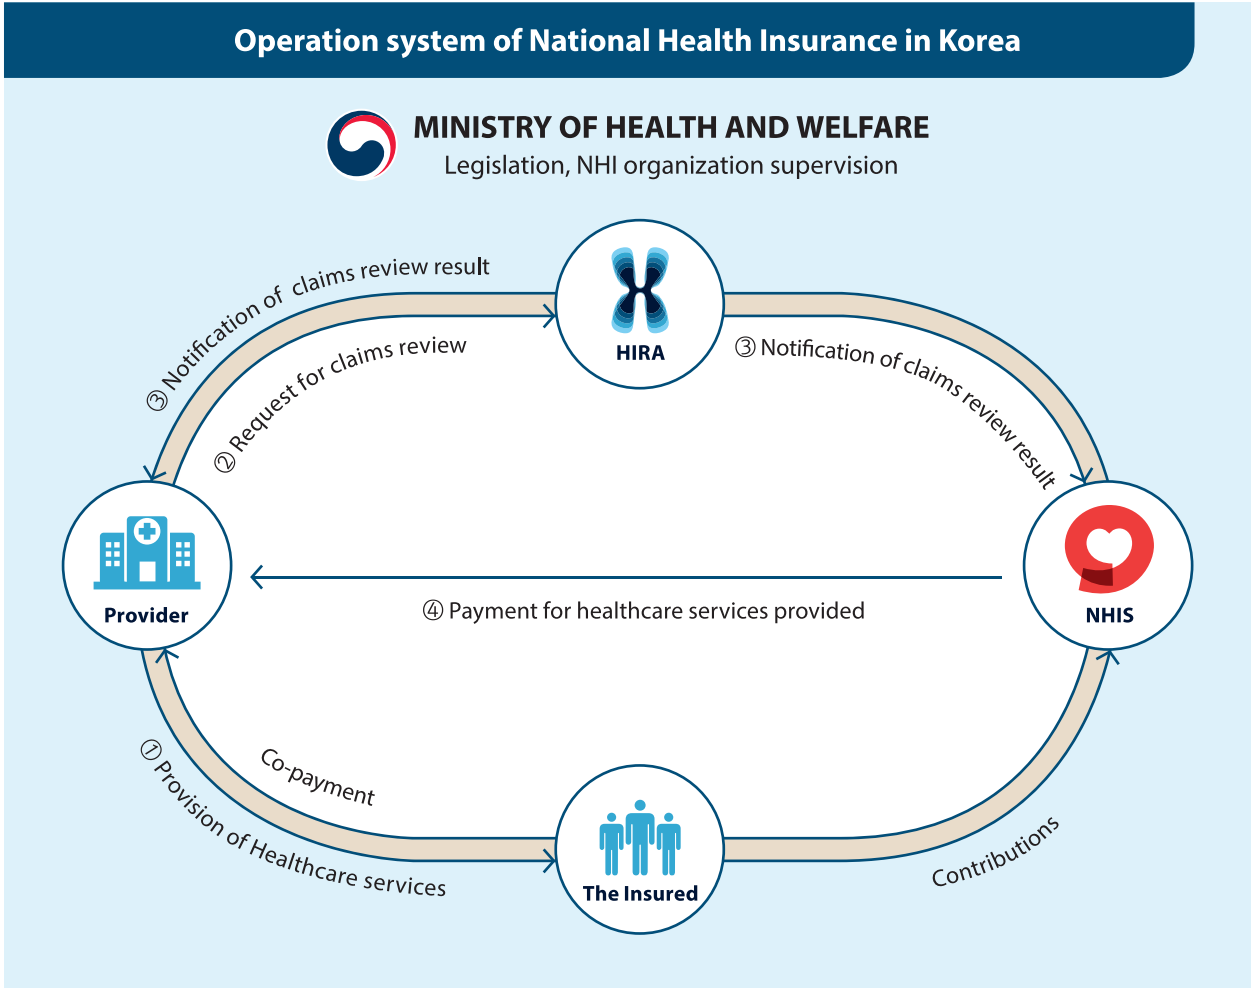 Operation system of National Health Insurance in Korea
MINISTRY OF HEALTH AND WELFARE
Legislation, NHI organization supervision
③ Notification of claims review result
② Request for claims review
HIRA
③ Notification of claims review result
Provider
④ Payment for healthcare services provided
NHIS
Co-payment
① Provision of Healthcare services
The Insured
Contributions